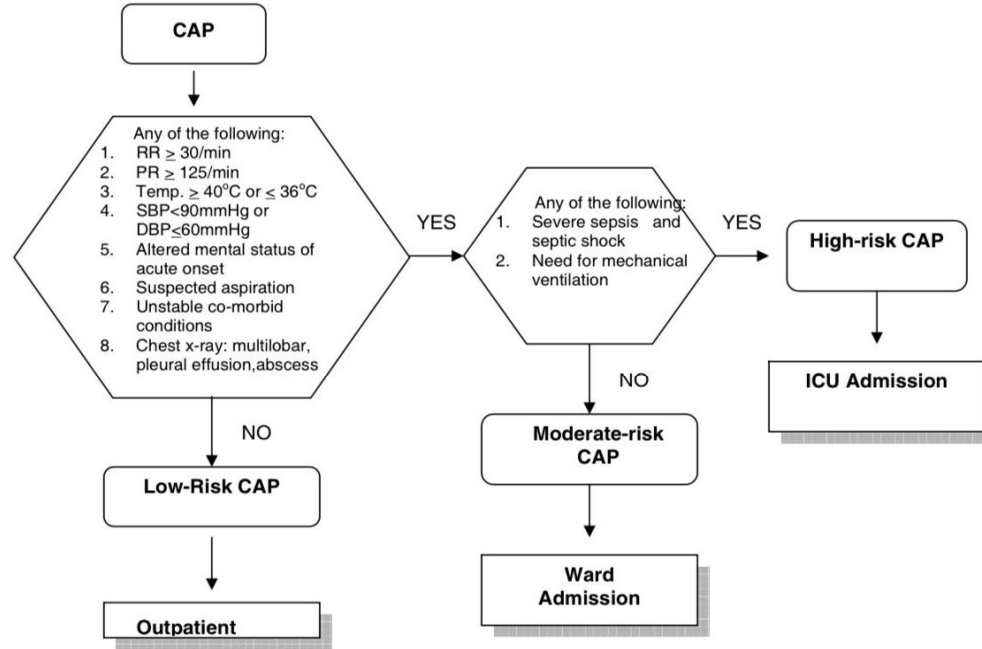 CAP
Any of the following:
1. RR ≥ 30/min
2. PR ≥ 125/min
3. Temp. ≥ 40°C or ≤ 36°C
4. SBP<90mmHg or
DBP≤60mmHg
5. Altered mental status of
acute onset
6. Suspected aspiration
7. Unstable co-morbid
conditions
8. Chest x-ray: multilobar,
pleural effusion,abscess
YES
Any of the following:
1. Severe sepsis and
septic shock
2. Need for mechanical
ventilation
YES
High-risk CAP
ICU Admission
NO
Moderate-risk
CAP
Ward
Admission
NO
Low-Risk CAP
Outpatient